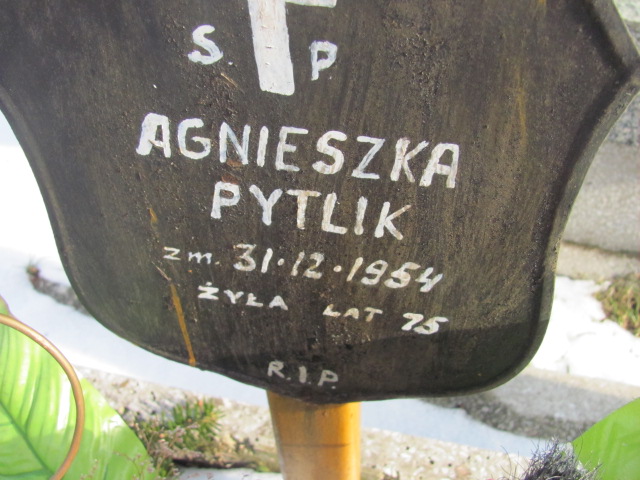 S. P
AGNIESZKA
PYTLIK
zm. 31.12.1954
ŻYŁA LAT 75
R.I.P.